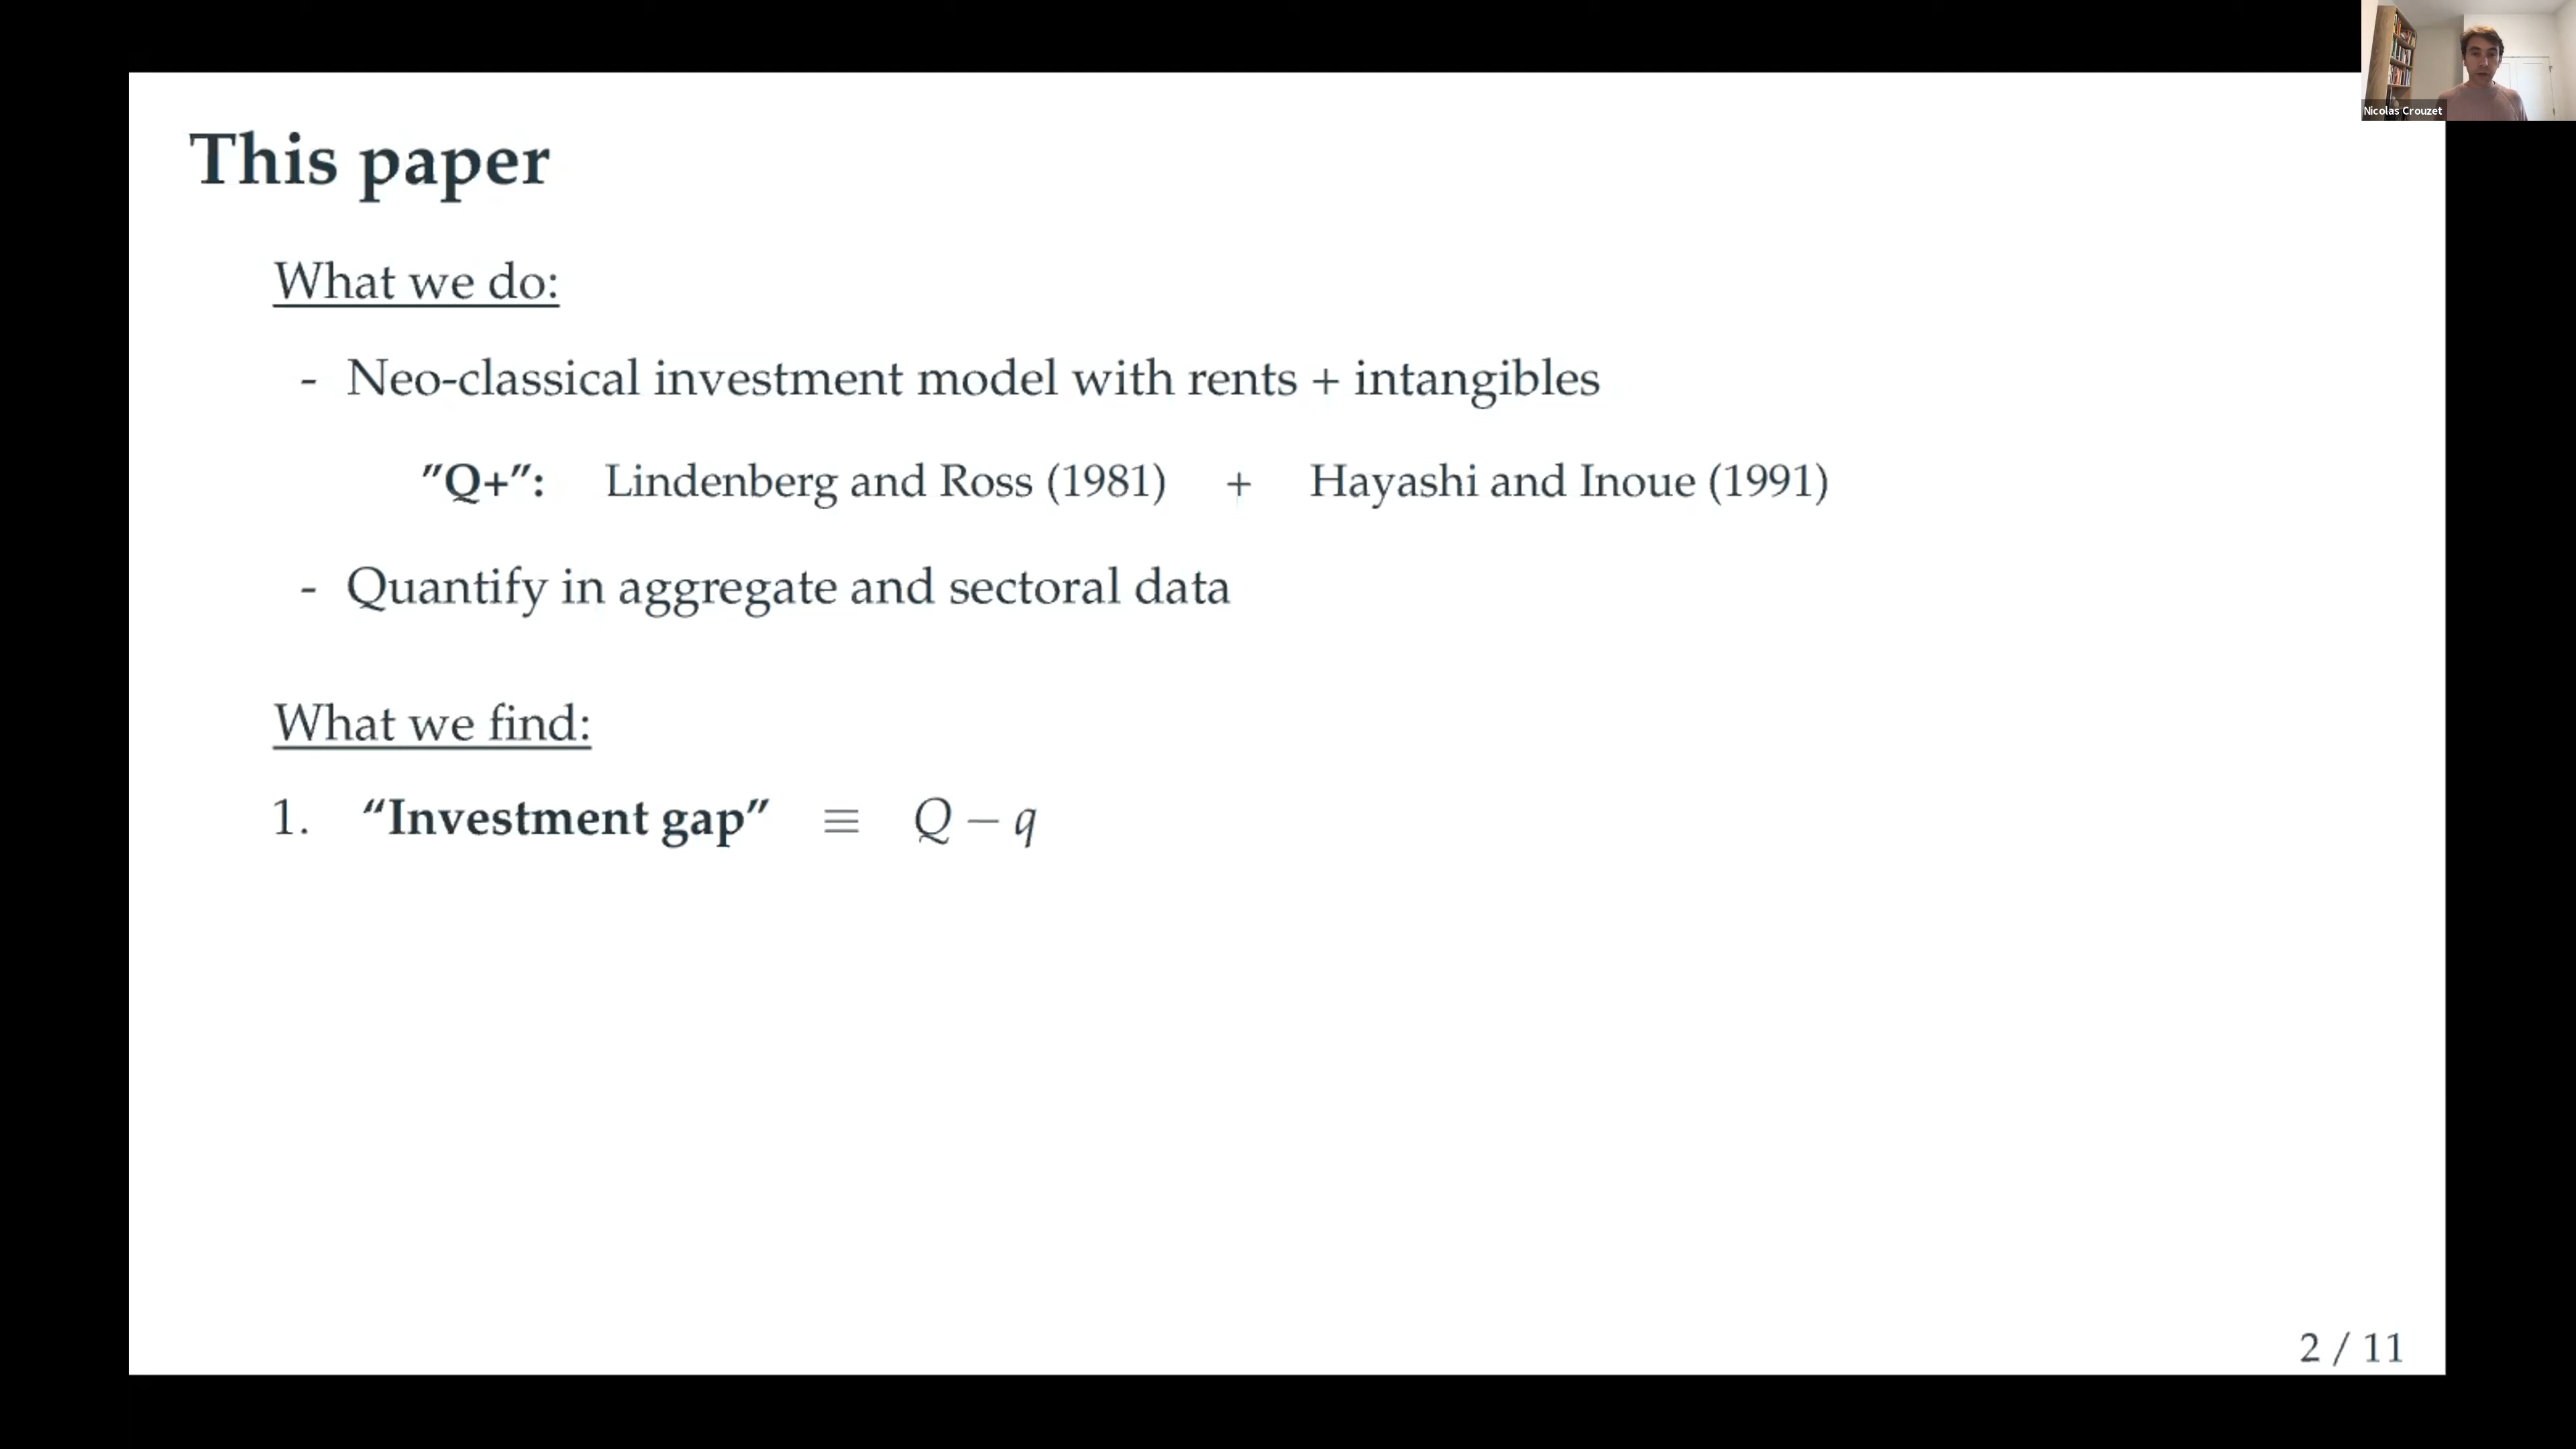 Nicolas Crouzet
This paper
What we do:
- Neo-classical investment model with rents + intangibles
"Q+": Lindenberg and Ross (1981) + Hayashi and Inoue (1991)
- Quantify in aggregate and sectoral data
What we find:
1. “Investment gap” ≡ Q − q
2 / 11